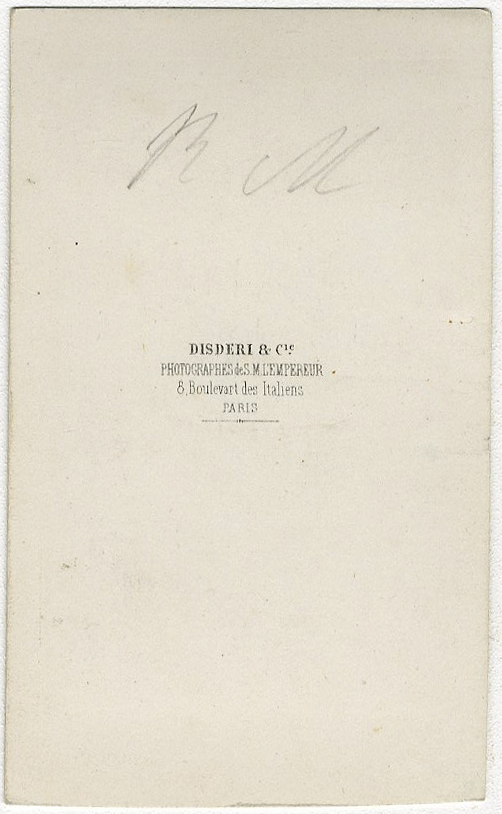 R M
DISDERI & Cie
PHOTOGRAPHES de S.M. L'EMPEREUR
8, Boulevart des Italiens
PARIS